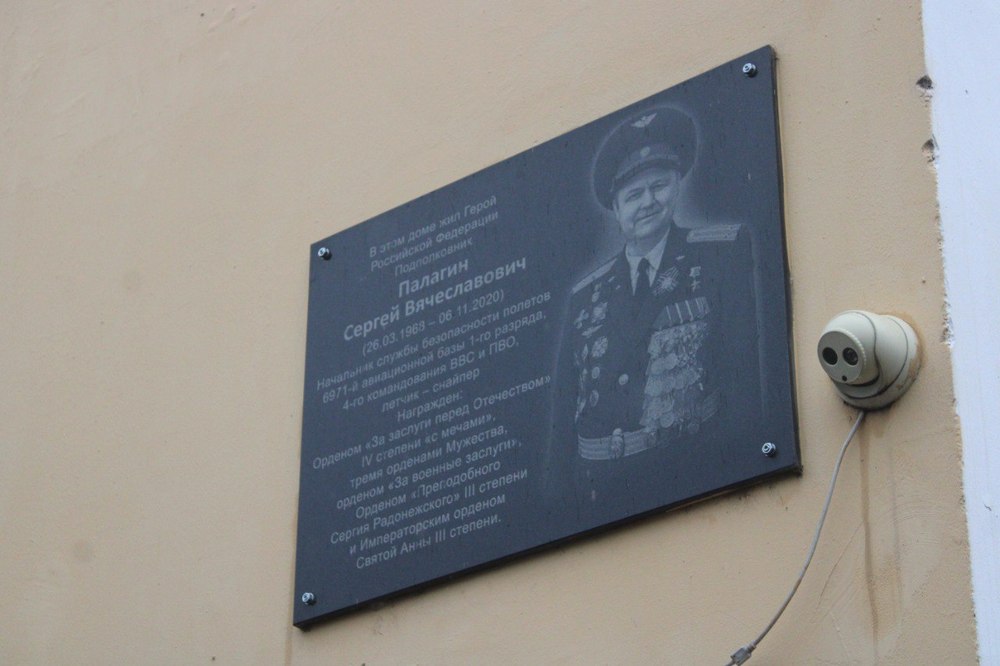 В этом доме жил Герой
Российской Федерации
Подполковник
Палагин
Сергей Вячеславович
(26.03.1968 – 06.11.2020)
Начальник службы безопасности полетов
6971-й авиационной базы 1-го разряда,
4-го командования ВВС и ПВО.
летчик – снайпер
Награжден:
Орденом «За заслуги перед Отечеством»
IV степени «с мечами»,
тремя орденами Мужества,
орденом «За военные заслуги»,
Орденом «Преподобного
Сергия Радонежского» III степени
и Императорским орденом
Святой Анны III степени.